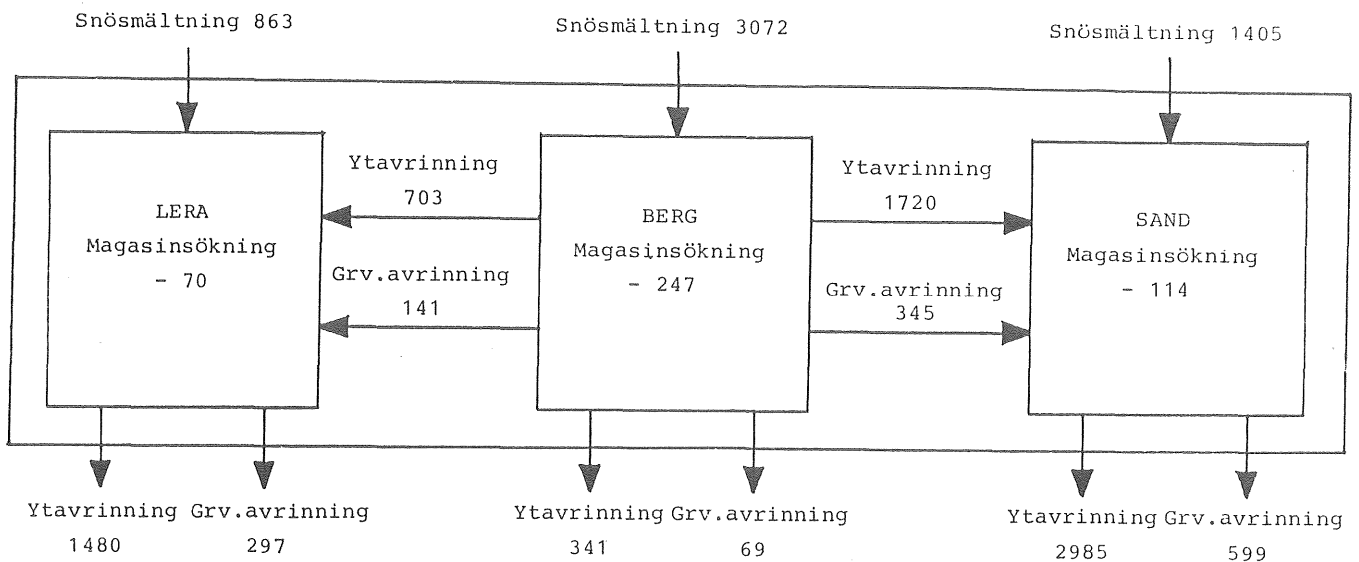 Snösmältning 863
Snösmältning 3072
Snösmältning 1405
Ytavrinning
703
LERA
Magasinsökning
- 70
Grv.avrinning
141
BERG
Magasinsökning
- 247
Ytavrinning
1720
Grv.avrinning
345
SAND
Magasinsökning
- 114
Ytavrinning Grv.avrinning
1480 297
Ytavrinning Grv.avrinning
341 69
Ytavrinning Grv.avrinning
2985 599